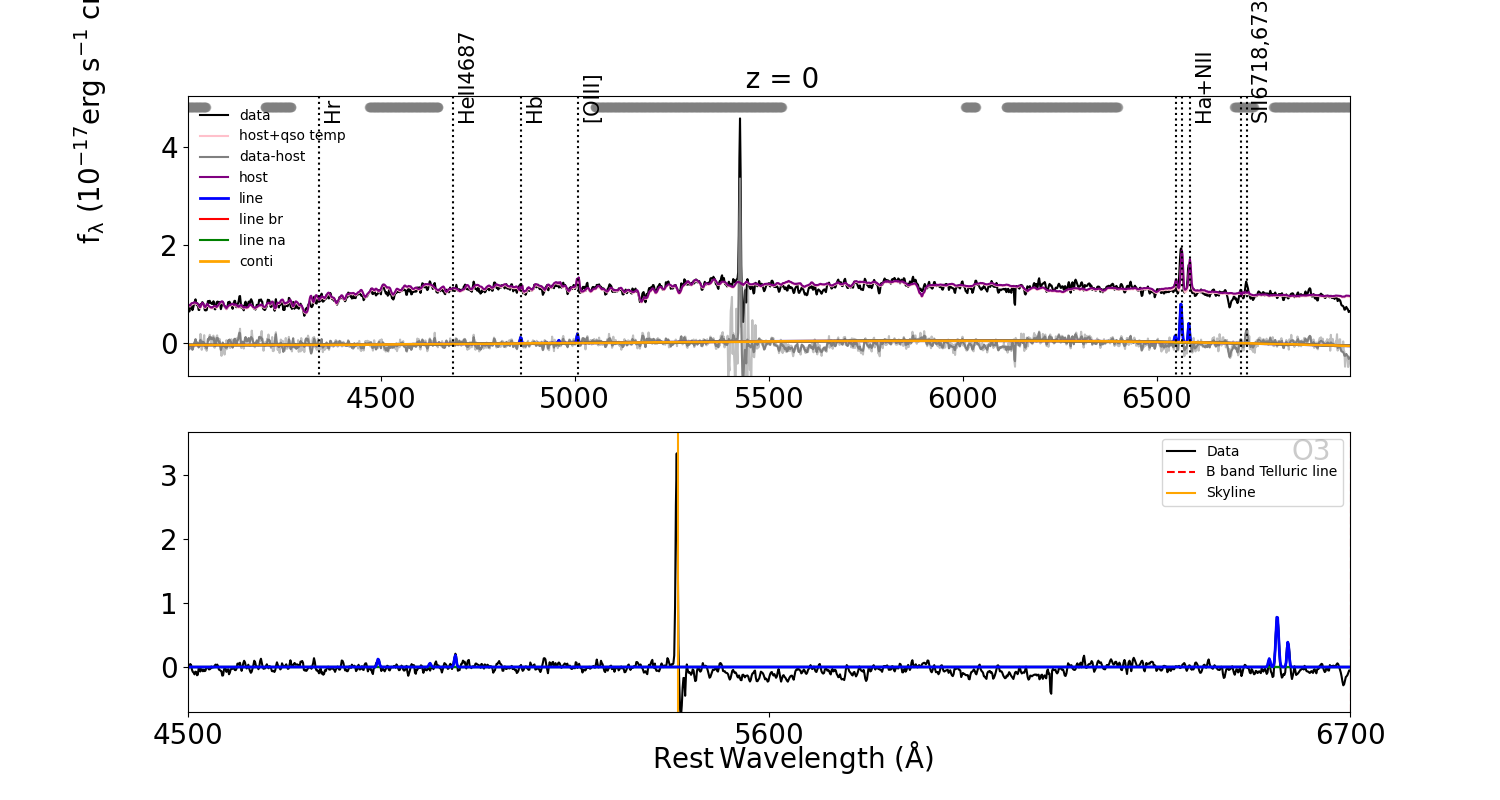 z = 0
fλ (10−17erg s−1 c
Hr
HeII4687
Hb
[OIII]
Ha+NII
SII6718,673
data
host+qso temp
data-host
host
line
line br
line na
conti
4
2
0
4500 5000 5500 6000 6500
O3
Data
B band Telluric line
Skyline
3
2
1
0
4500 5600 6700
Rest Wavelength (Å)